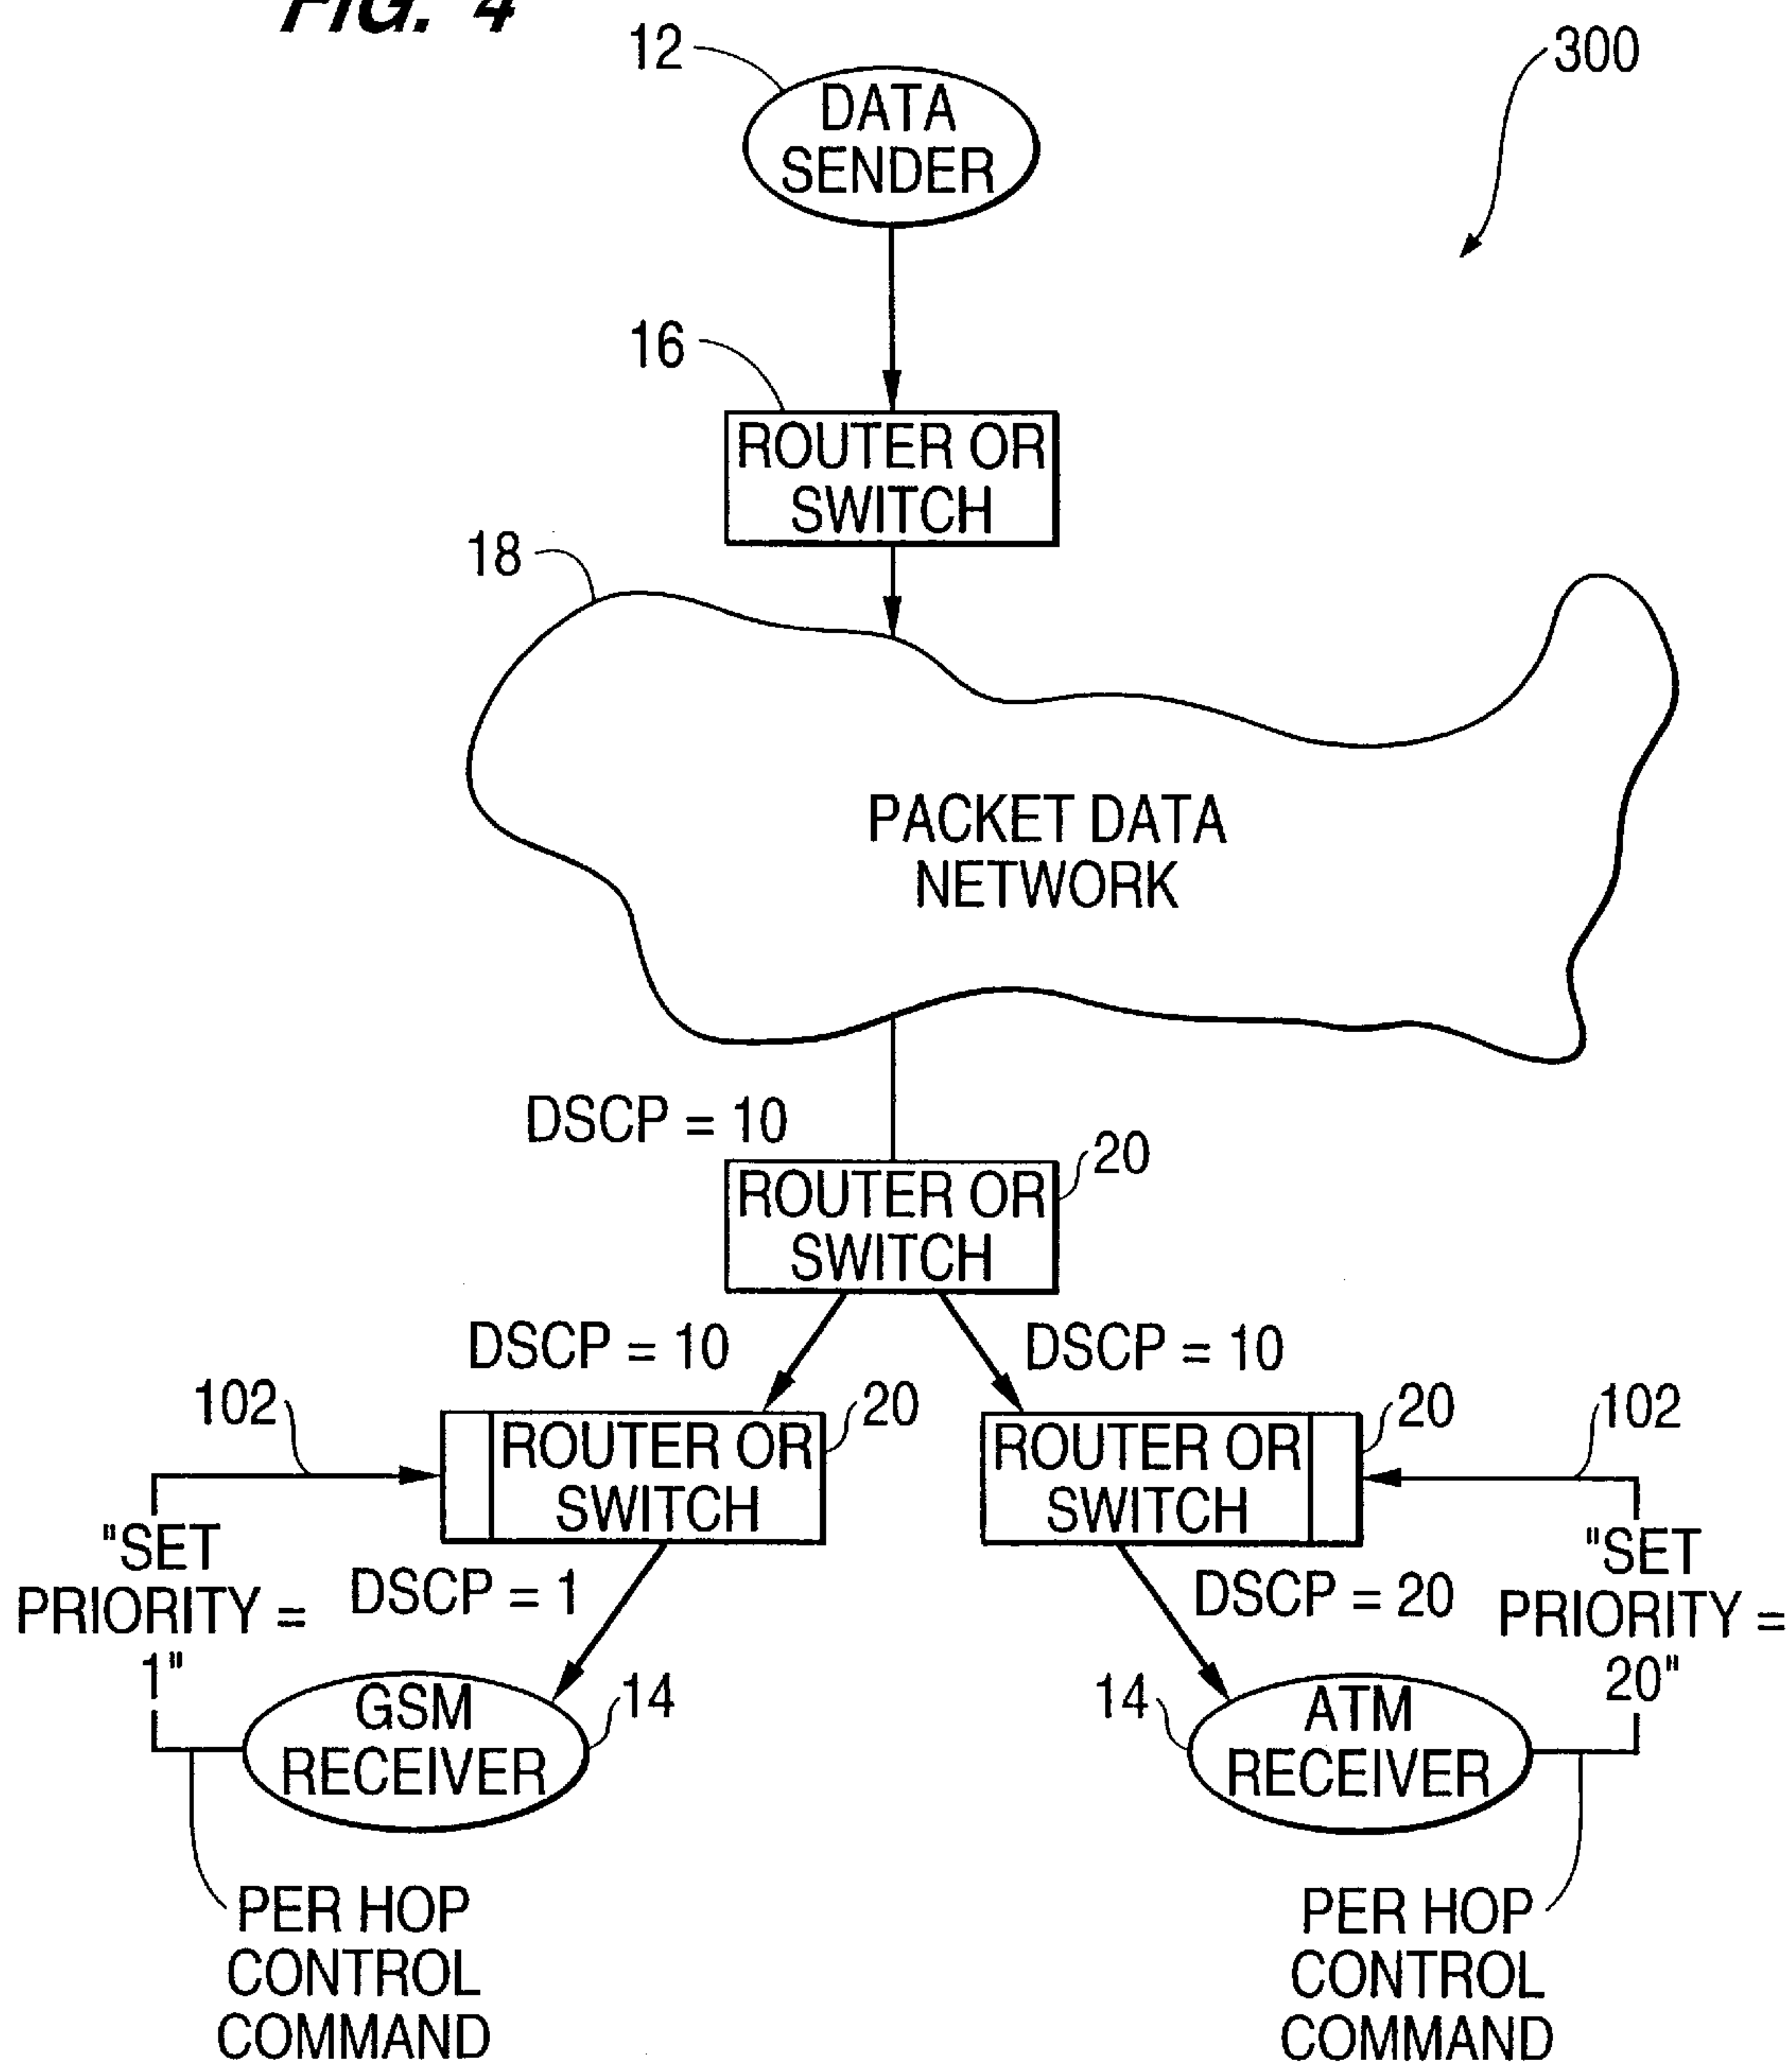 FIG. 4
12
300
DATA
SENDER
16
ROUTER OR
SWITCH
18
PACKET DATA
NETWORK
DSCP = 10
20
ROUTER OR
SWITCH
DSCP = 10
DSCP = 10
102
20
20
102
ROUTER OR
SWITCH
ROUTER OR
SWITCH
"SET
PRIORITY =
1"
DSCP = 1
DSCP = 20
"SET
PRIORITY =
20"
GSM
RECEIVER
14
14
ATM
RECEIVER
PER HOP
CONTROL
COMMAND
PER HOP
CONTROL
COMMAND